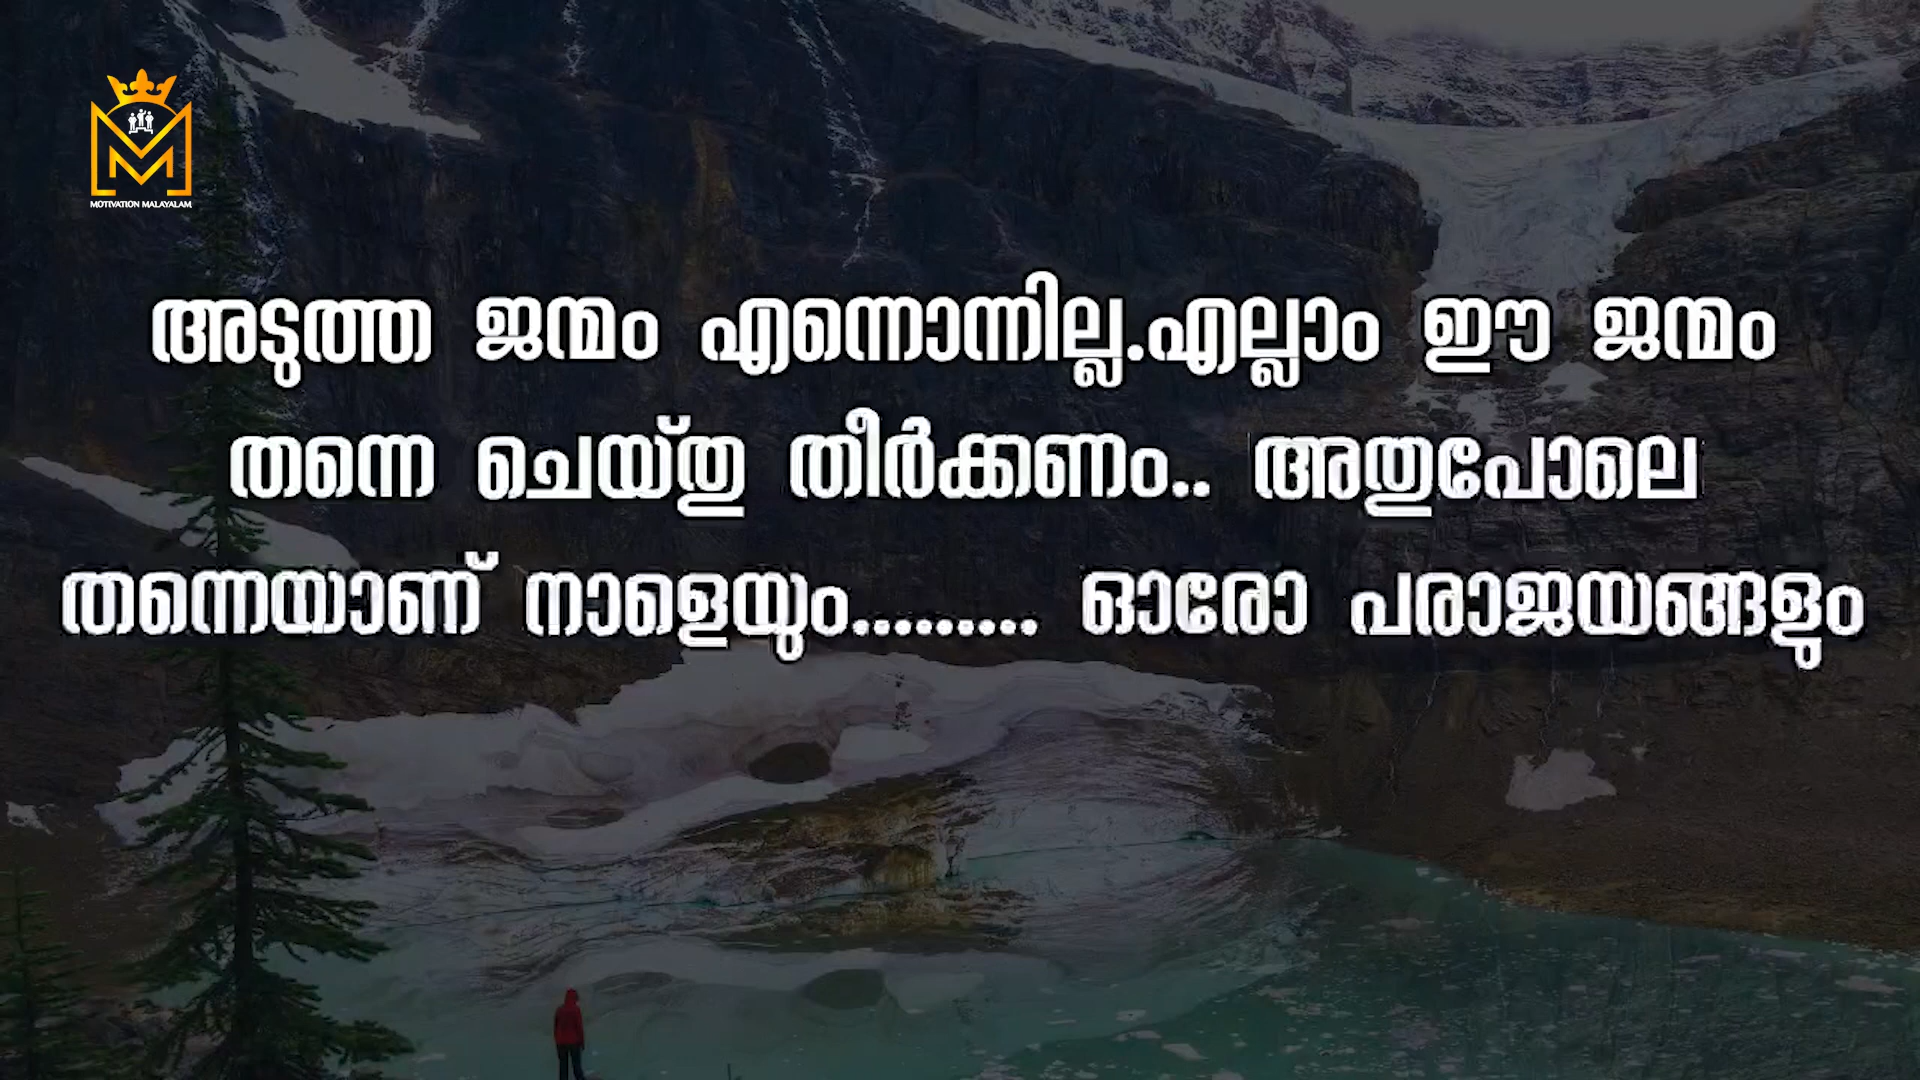 MOTIVATION MALAYALAM
അടുത്ത ജന്മം എന്നൊന്നില്ല.എല്ലാം ഈ ജന്മം
തന്നെ ചെയ്തു തീർക്കണം.. അതുപോലെ
തന്നെയാണ് നാളെയും......... ഓരോ പരാജയങ്ങളും